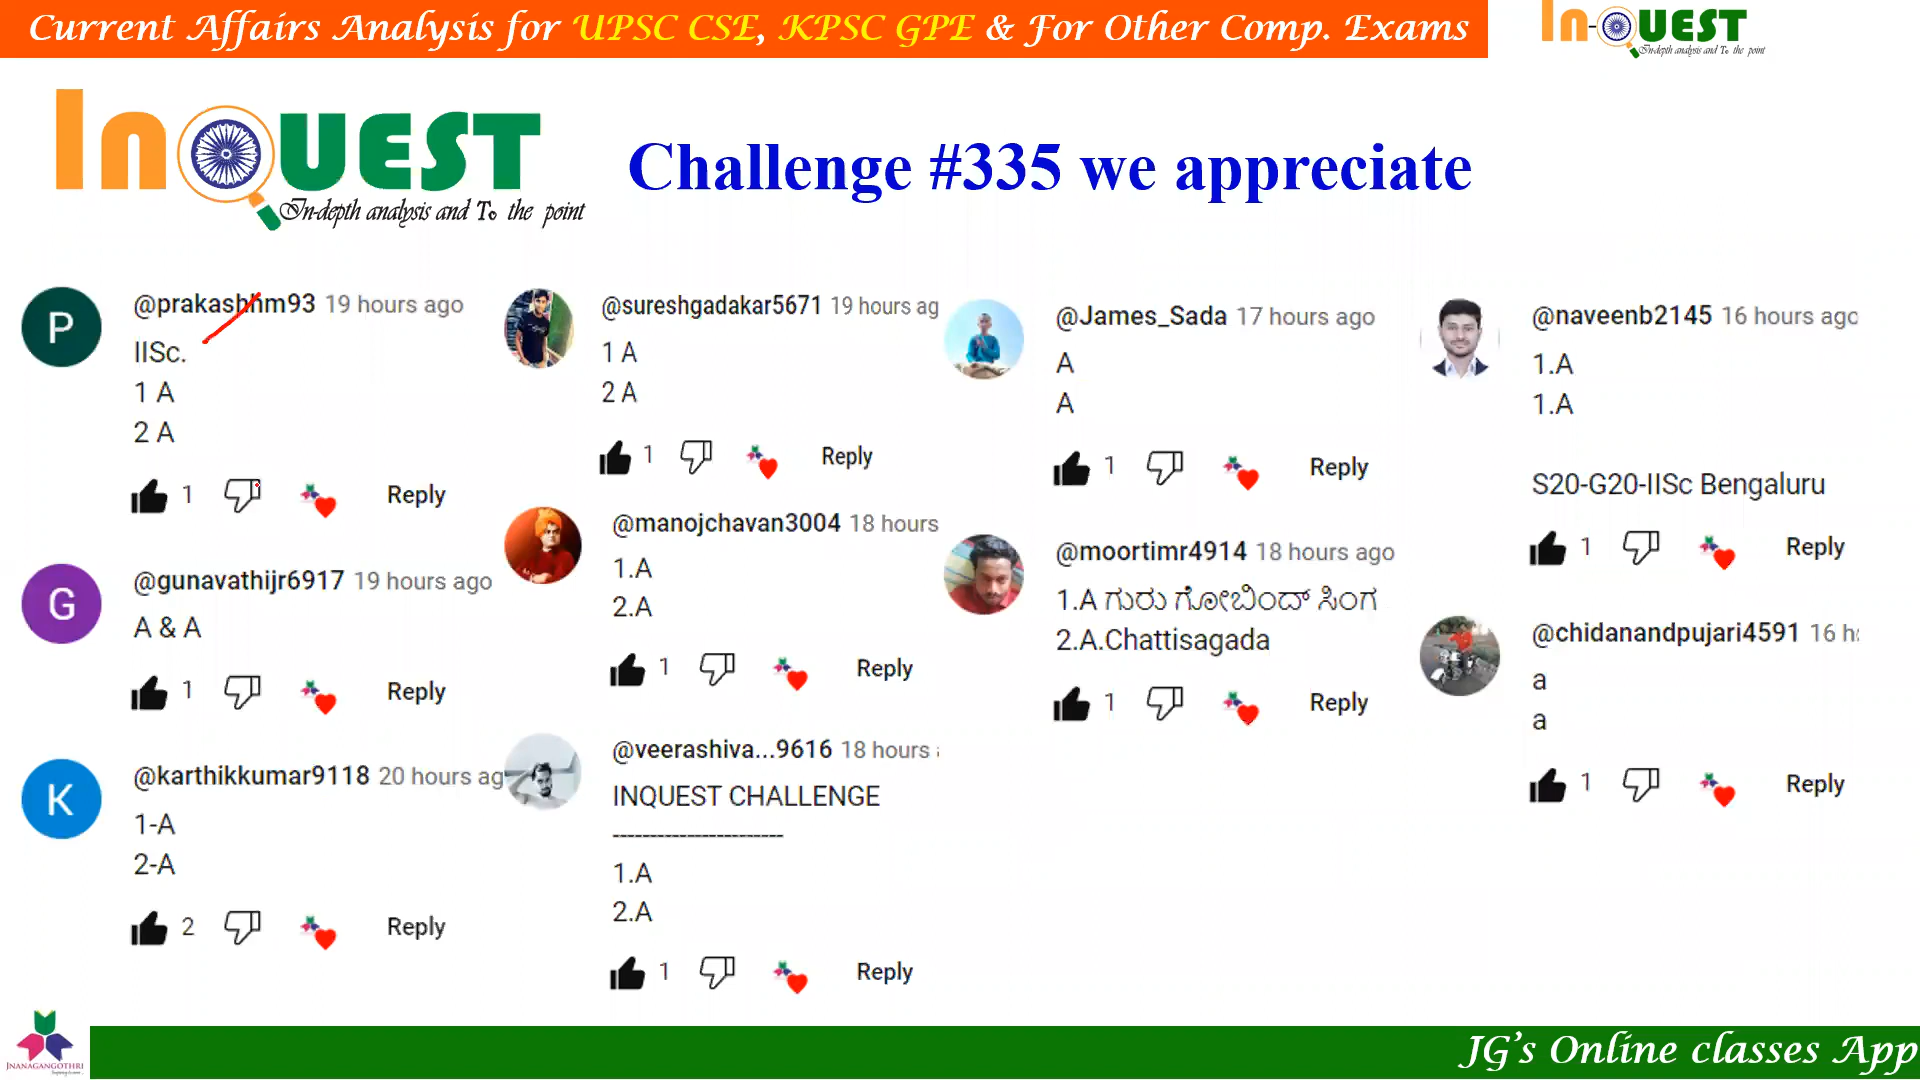 Current Affairs Analysis for UPSC CSE, KPSC GPE & For Other Comp. Exams
In-QUEST
In-depth analysis and To the point
InQUEST
In-depth analysis and To the point
Challenge #335 we appreciate
P
@prakashhm93 19 hours ago
IISc.
1 A
2 A
1 Reply
G
@gunavathijr6917 19 hours ago
A & A
1 Reply
K
@karthikkumar9118 20 hours ag
1-A
2-A
2 Reply
@sureshgadakar5671 19 hours ag
1 A
2 A
1 Reply
@manojchavan3004 18 hours
1.A
2.A
1 Reply
@veerashiva...9616 18 hours a
INQUEST CHALLENGE
-----------------------
1.A
2.A
1 Reply
@James_Sada 17 hours ago
A
A
1 Reply
@moortimr4914 18 hours ago
1.A ಗುರು ಗೋಬಿಂದ್ ಸಿಂಗ
2.A.Chattisagada
1 Reply
@naveenb2145 16 hours ago
1.A
1.A
S20-G20-IISc Bengaluru
1 Reply
@chidanandpujari4591 16 h
a
a
1 Reply
JNANAGANGOTHRI
JG's Online classes App